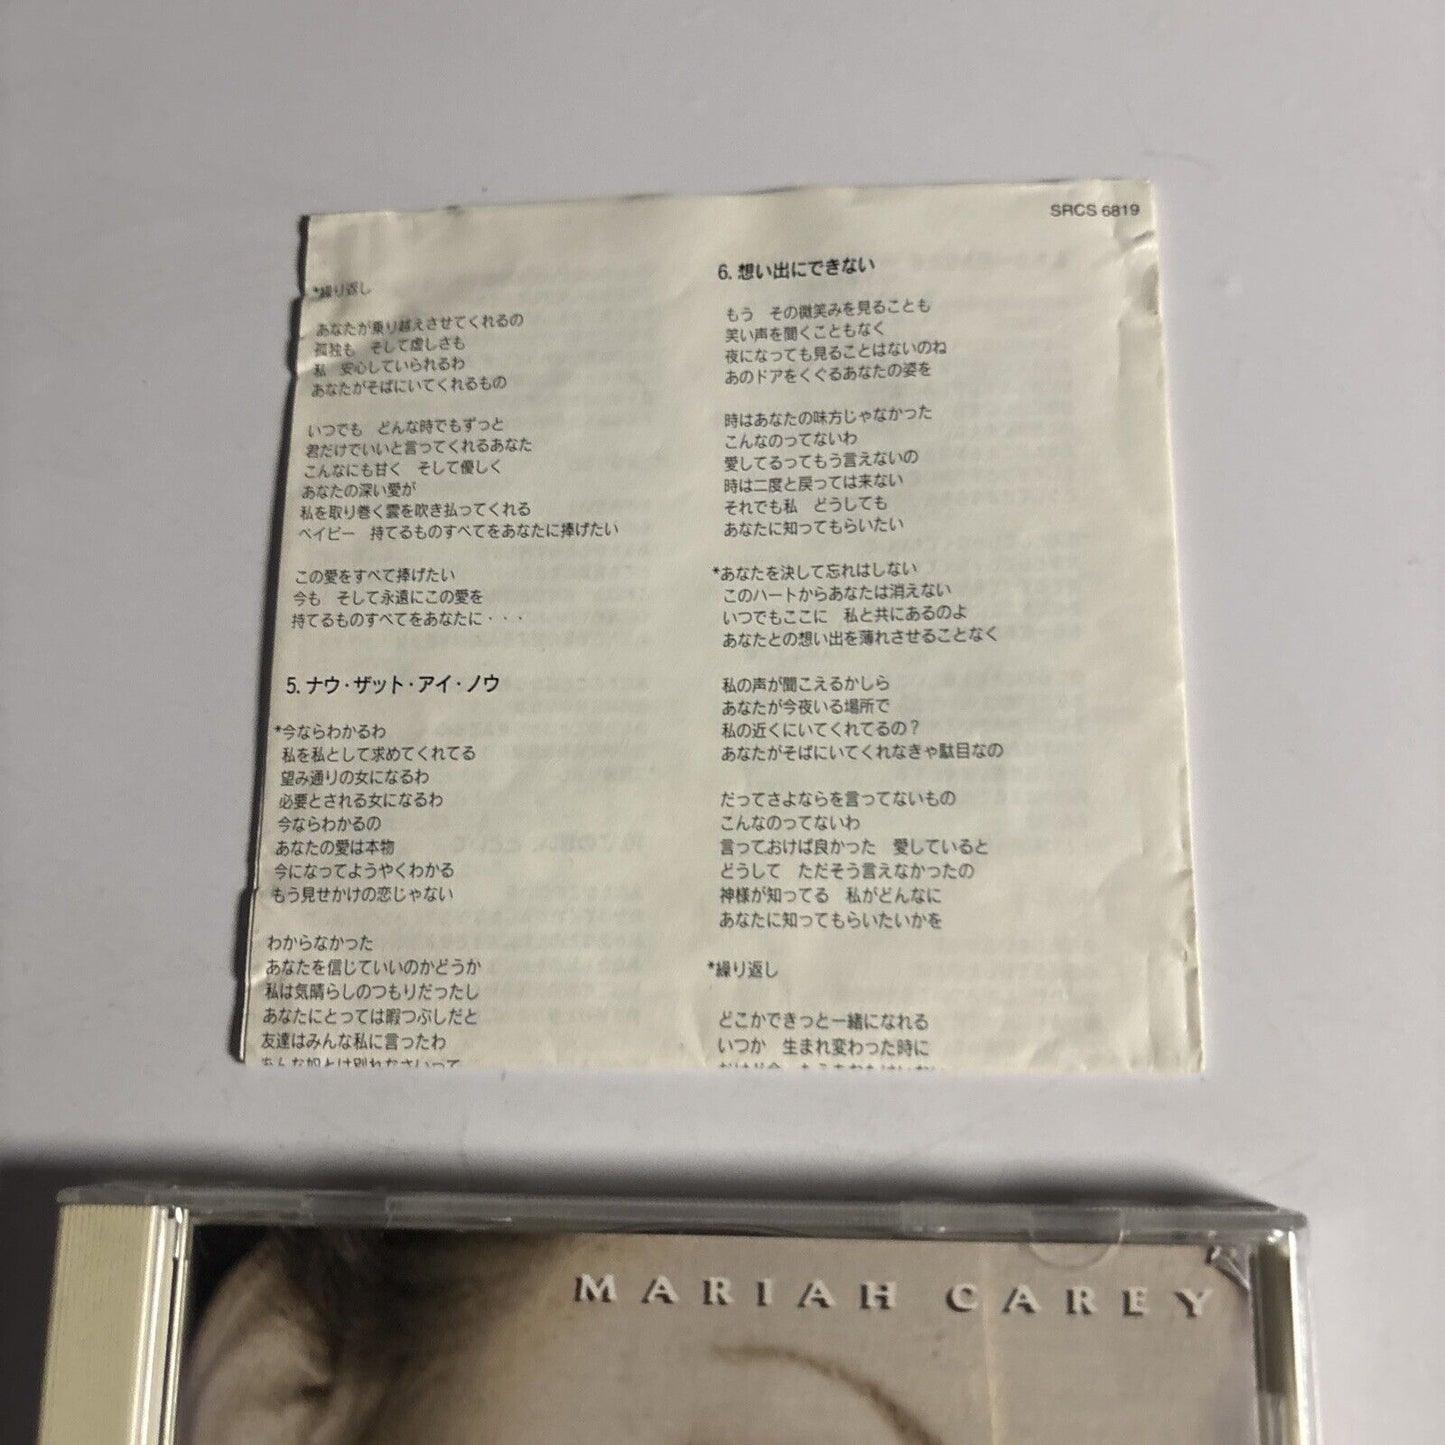 SRCS 6819
*繰り返し
あなたが乗り越えさせてくれるの
孤独も　そして虚しさも
私　安心していられるわ
あなたがそばにいてくれるもの
いつでも　どんな時でもずっと
君だけでいいと言ってくれるあなた
こんなにも甘く　そして優しく
あなたの深い愛が
私を取り巻く雲を吹き払ってくれる
ベイビー　持てるものすべてをあなたに捧げたい
この愛をすべて捧げたい
今も　そして永遠にこの愛を
持てるものすべてをあなたに・・・
5. ナウ・ザット・アイ・ノウ
*今ならわかるわ
私を私として求めてくれてる
望み通りの女になるわ
必要とされる女になるわ
今ならわかるの
あなたの愛は本物
今になってようやくわかる
もう見せかけの恋じゃない
わからなかった
あなたを信じていいのかどうか
私は気晴らしのつもりだったし
あなたにとっては暇つぶしだと
友達はみんな私に言ったわ
あんな奴とは別れなさいって
6. 想い出にできない
もう　その微笑みを見ることも
笑い声を聞くこともなく
夜になっても見ることはないのね
あのドアをくぐるあなたの姿を
時はあなたの味方じゃなかった
こんなのってないわ
愛してるってもう言えないの
時は二度と戻っては来ない
それでも私　どうしても
あなたに知ってもらいたい
*あなたを決して忘れはしない
このハートからあなたは消えない
いつでもここに　私と共にあるのよ
あなたとの想い出を薄れさせることなく
私の声が聞こえるかしら
あなたが今夜いる場所で
私の近くにいてくれてるの？
あなたがそばにいてくれなきゃ駄目なの
だってさよならを言ってないもの
こんなのってないわ
言っておけば良かった　愛していると
どうして　ただそう言えなかったの
神様が知ってる　私がどんなに
あなたに知ってもらいたいかを
*繰り返し
どこかできっと一緒になれる
いつか　生まれ変わった時に
MARIAH CAREY